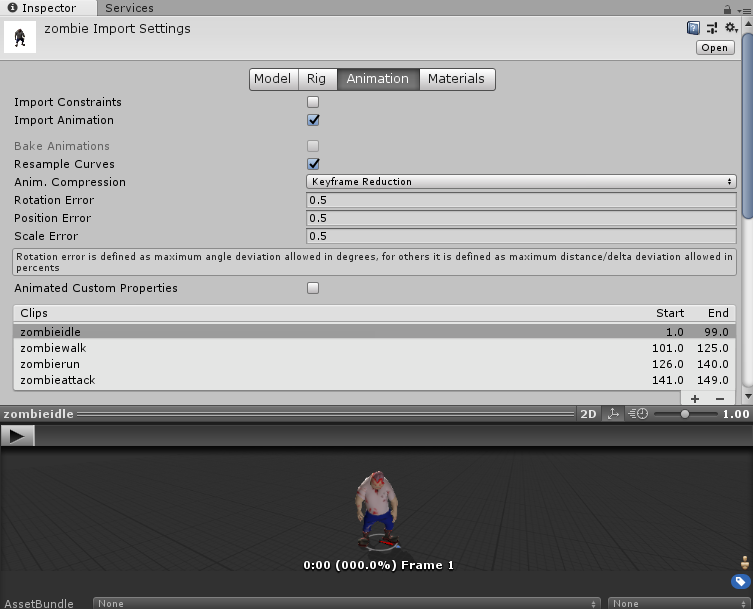 Inspector Services
zombie Import Settings
Open
Model Rig Animation Materials
Import Constraints
Import Animation
Bake Animations
Resample Curves
Anim. Compression Keyframe Reduction
Rotation Error 0.5
Position Error 0.5
Scale Error 0.5
Rotation error is defined as maximum angle deviation allowed in degrees, for others it is defined as maximum distance/delta deviation allowed in
percents
Animated Custom Properties
Clips Start End
zombieidle 1.0 99.0
zombiewalk 101.0 125.0
zombierun 126.0 140.0
zombieattack 141.0 149.0
+ −
zombieidle 2D 1.00
0:00 (000.0%) Frame 1
AssetBundle None None